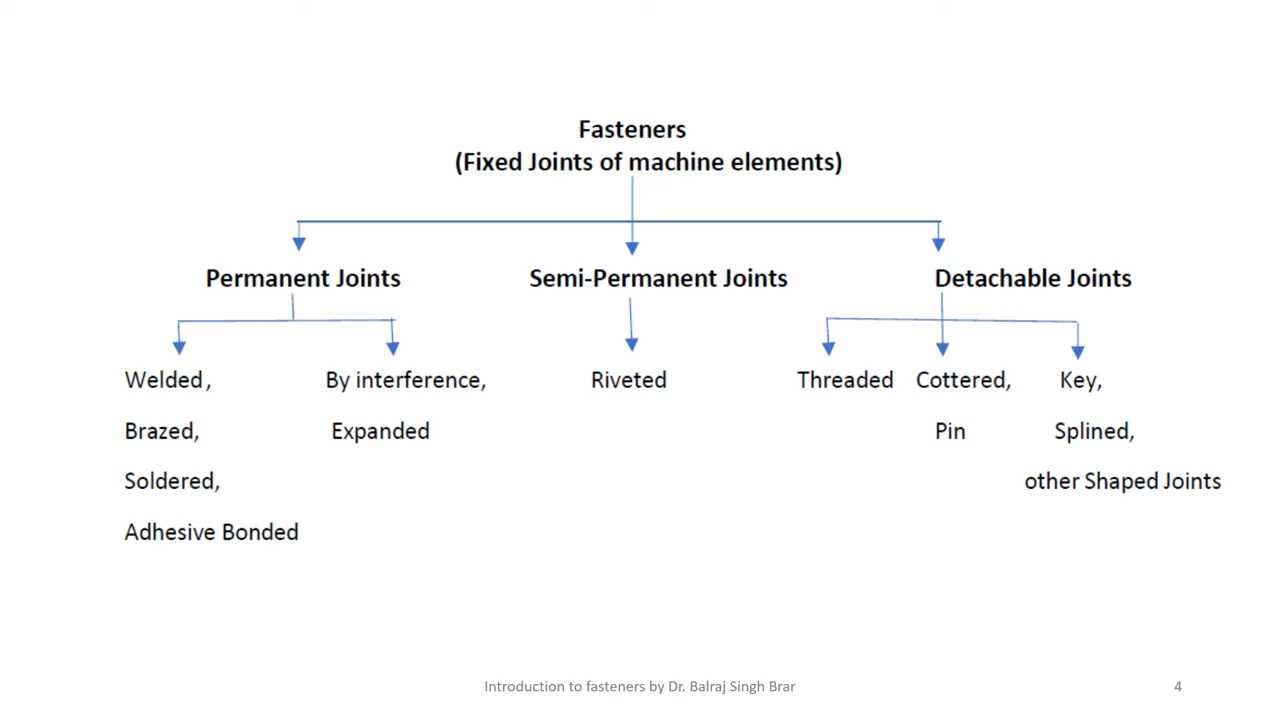 Fasteners
(Fixed Joints of machine elements)
Permanent Joints
Semi-Permanent Joints
Detachable Joints
Welded,
Brazed,
Soldered,
Adhesive Bonded
By interference,
Expanded
Riveted
Threaded
Cottered,
Pin
Key,
Splined,
other Shaped Joints
Introduction to fasteners by Dr. Balraj Singh Brar
4